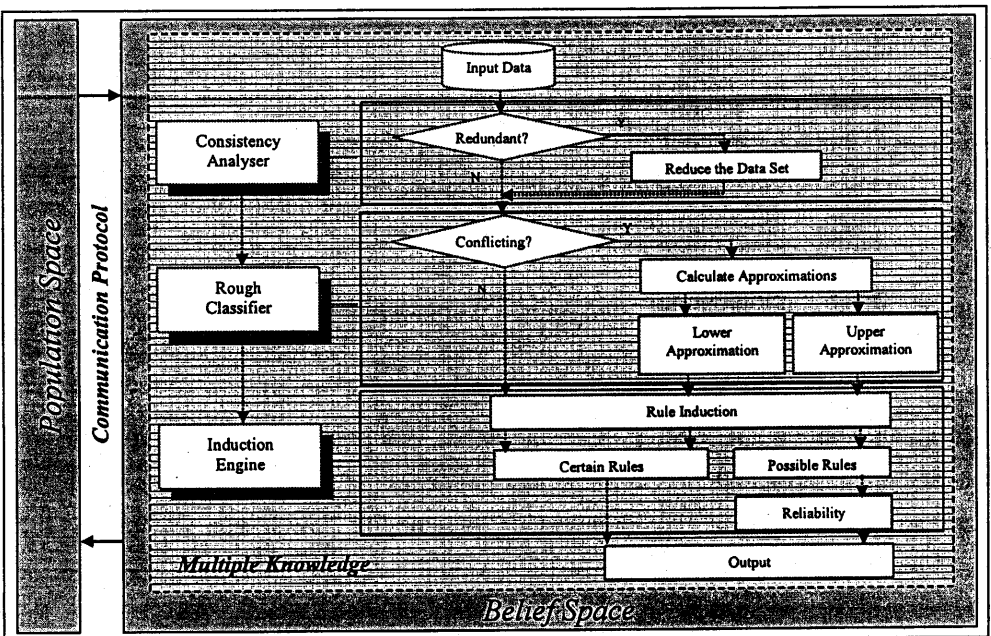 Population Space
Communication Protocol
Input Data
Consistency
Analyser
Redundant?
Y
Reduce the Data Set
N
Conflicting?
Y
Rough
Classifier
Calculate Approximations
N
Lower
Approximation
Upper
Approximation
Rule Induction
Induction
Engine
Certain Rules
Possible Rules
Reliability
Multiple Knowledge
Output
Belief Space